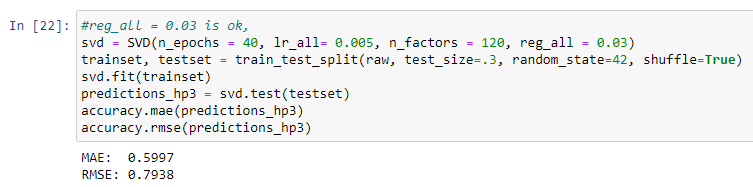 In [22]: #reg_all = 0.03 is ok,
svd = SVD(n_epochs = 40, lr_all= 0.005, n_factors = 120, reg_all = 0.03)
trainset, testset = train_test_split(raw, test_size=.3, random_state=42, shuffle=True)
svd.fit(trainset)
predictions_hp3 = svd.test(testset)
accuracy.mae(predictions_hp3)
accuracy.rmse(predictions_hp3)
MAE:  0.5997
RMSE: 0.7938